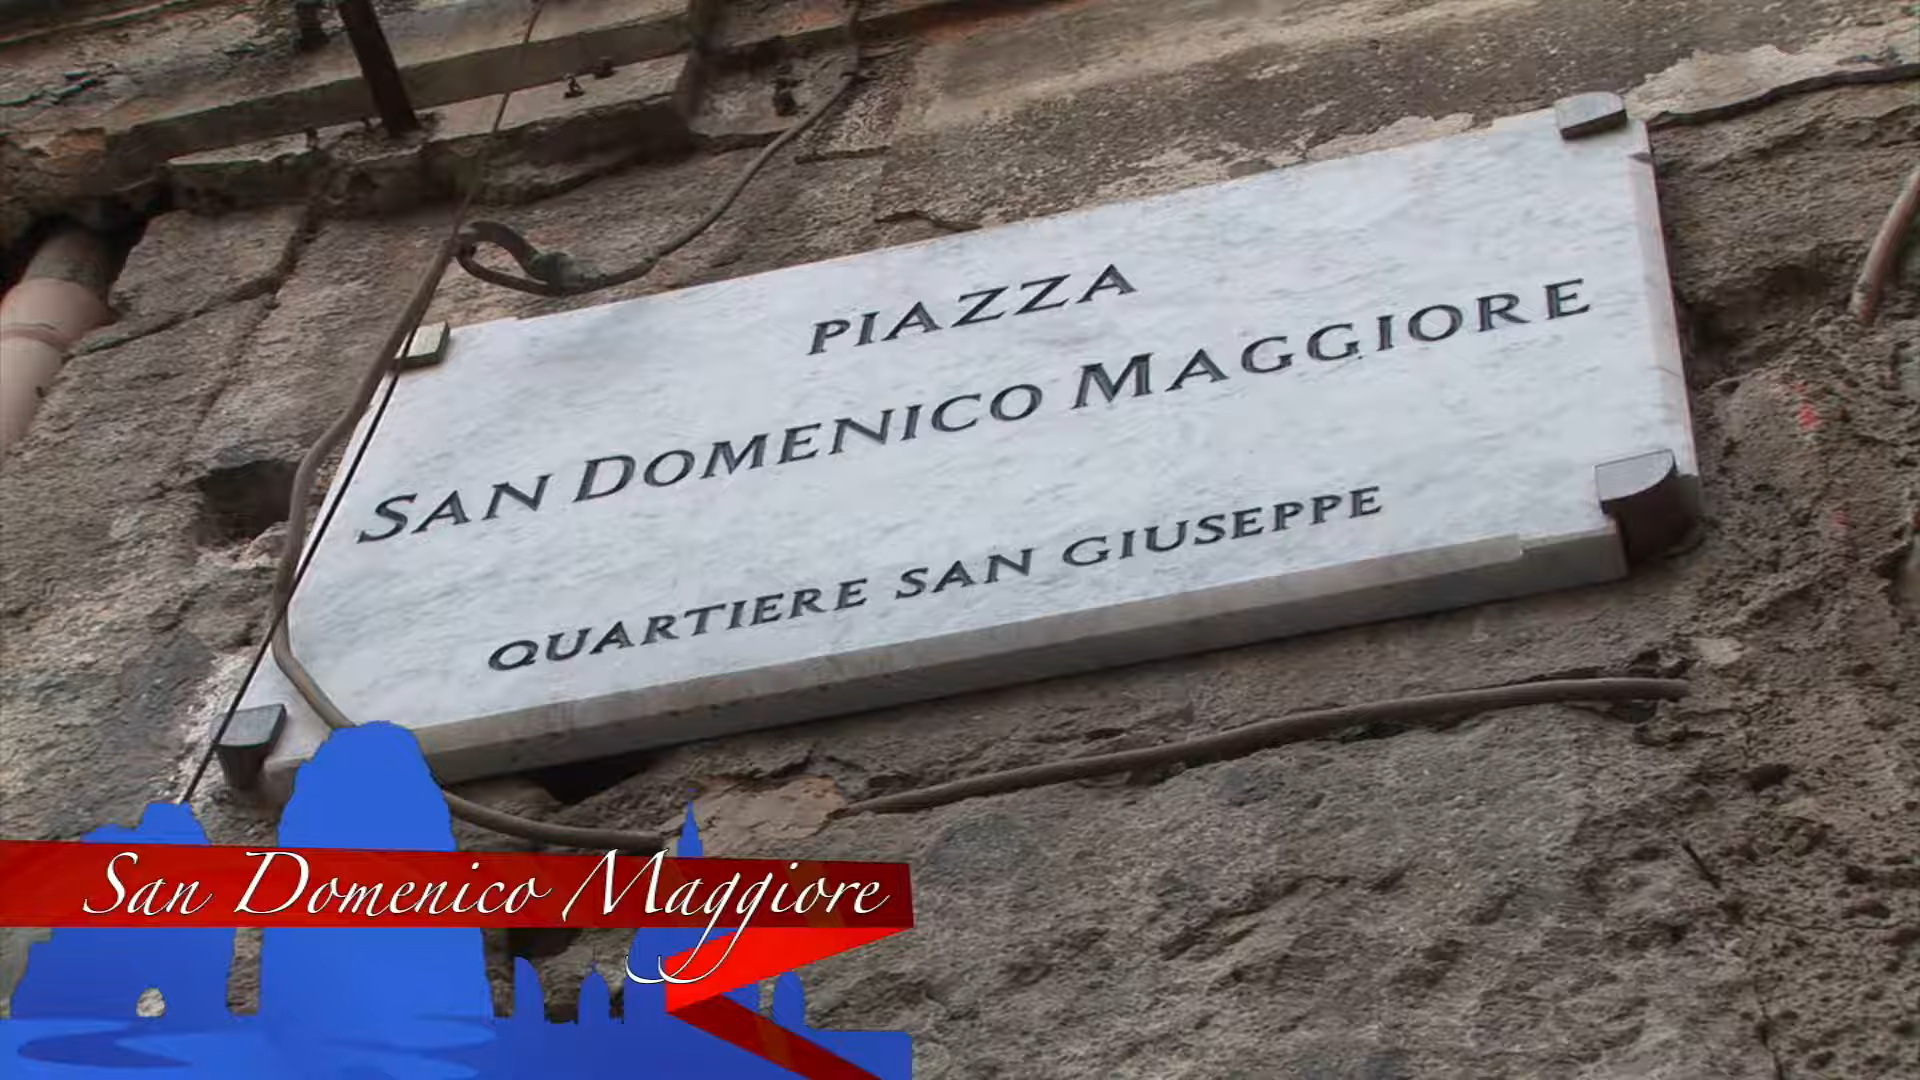 PIAZZA
SAN DOMENICO MAGGIORE
QUARTIERE SAN GIUSEPPE
San Domenico Maggiore